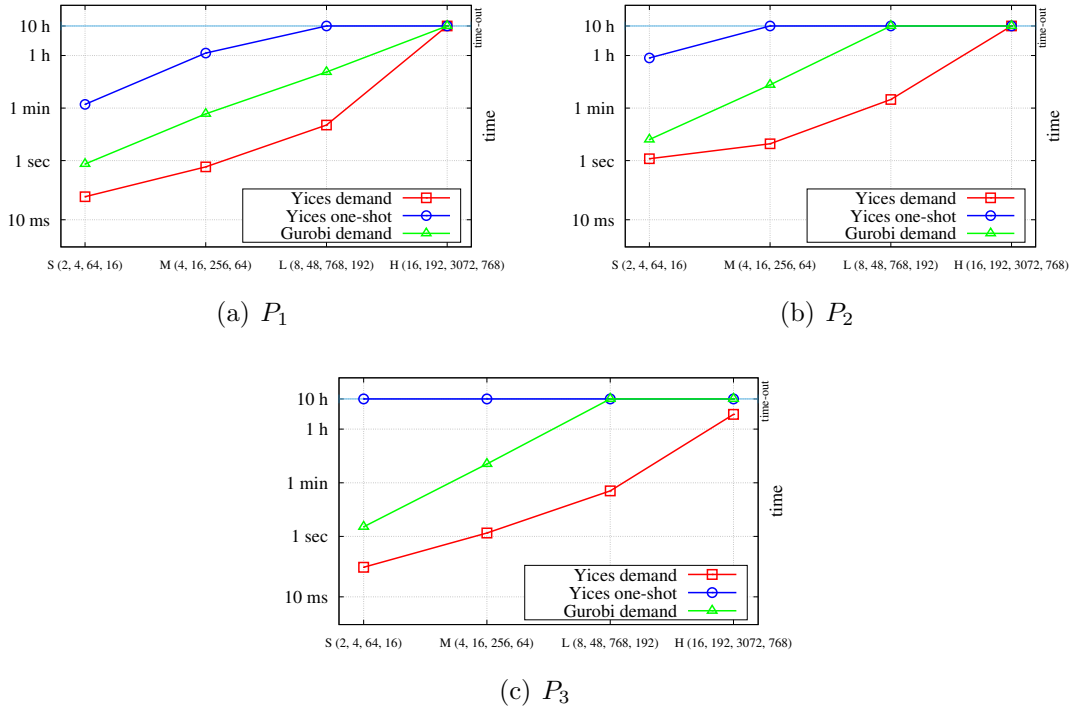 10 h
1 h
1 min
1 sec
10 ms
time-out
time
Yices demand
Yices one-shot
Gurobi demand
S (2, 4, 64, 16) M (4, 16, 256, 64) L (8, 48, 768, 192) H (16, 192, 3072, 768)
(a) P1
10 h
1 h
1 min
1 sec
10 ms
time-out
time
Yices demand
Yices one-shot
Gurobi demand
S (2, 4, 64, 16) M (4, 16, 256, 64) L (8, 48, 768, 192) H (16, 192, 3072, 768)
(b) P2
10 h
1 h
1 min
1 sec
10 ms
time-out
time
Yices demand
Yices one-shot
Gurobi demand
S (2, 4, 64, 16) M (4, 16, 256, 64) L (8, 48, 768, 192) H (16, 192, 3072, 768)
(c) P3